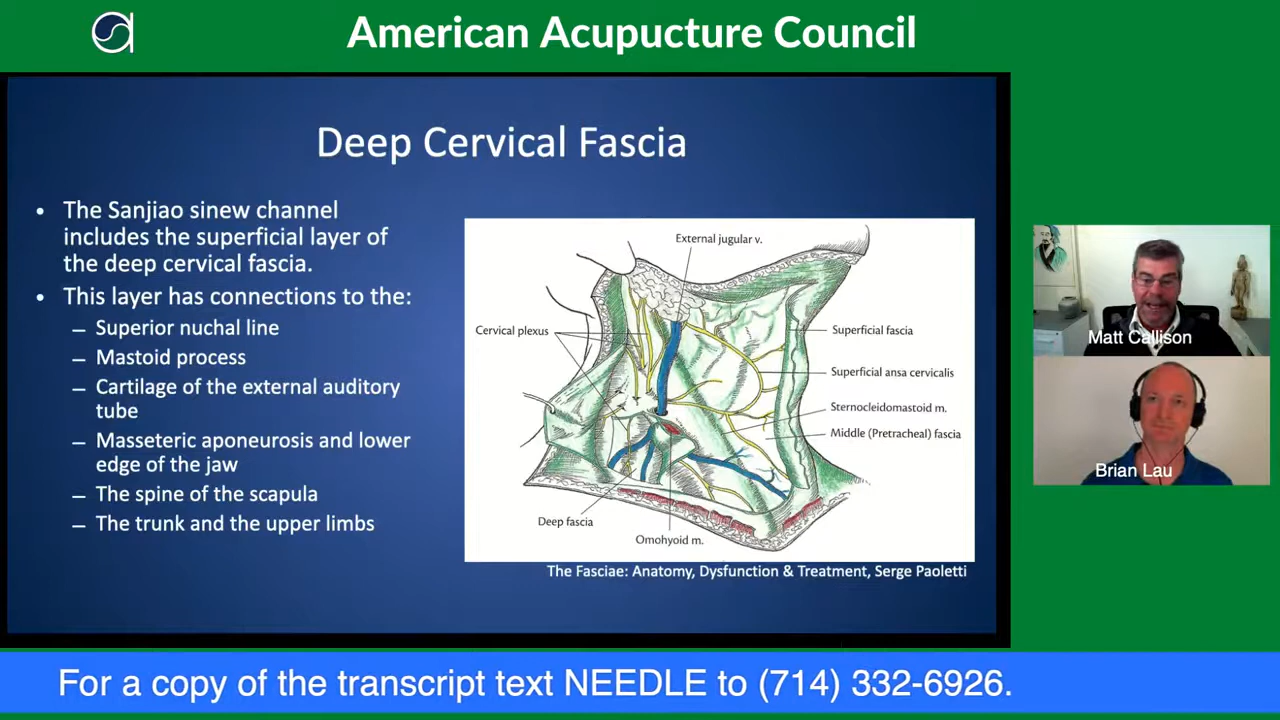 American Acupucture Council
Deep Cervical Fascia
• The Sanjiao sinew channel
includes the superficial layer of
the deep cervical fascia.
• This layer has connections to the:
– Superior nuchal line
– Mastoid process
– Cartilage of the external auditory
tube
– Masseteric aponeurosis and lower
edge of the jaw
– The spine of the scapula
– The trunk and the upper limbs
External jugular v.
Cervical plexus
Superficial fascia
Superficial ansa cervicalis
Sternocleidomastoid m.
Middle (Pretracheal) fascia
Deep fascia
Omohyoid m.
The Fasciae: Anatomy, Dysfunction & Treatment, Serge Paoletti
Matt Callison
Brian Lau
For a copy of the transcript text NEEDLE to (714) 332-6926.